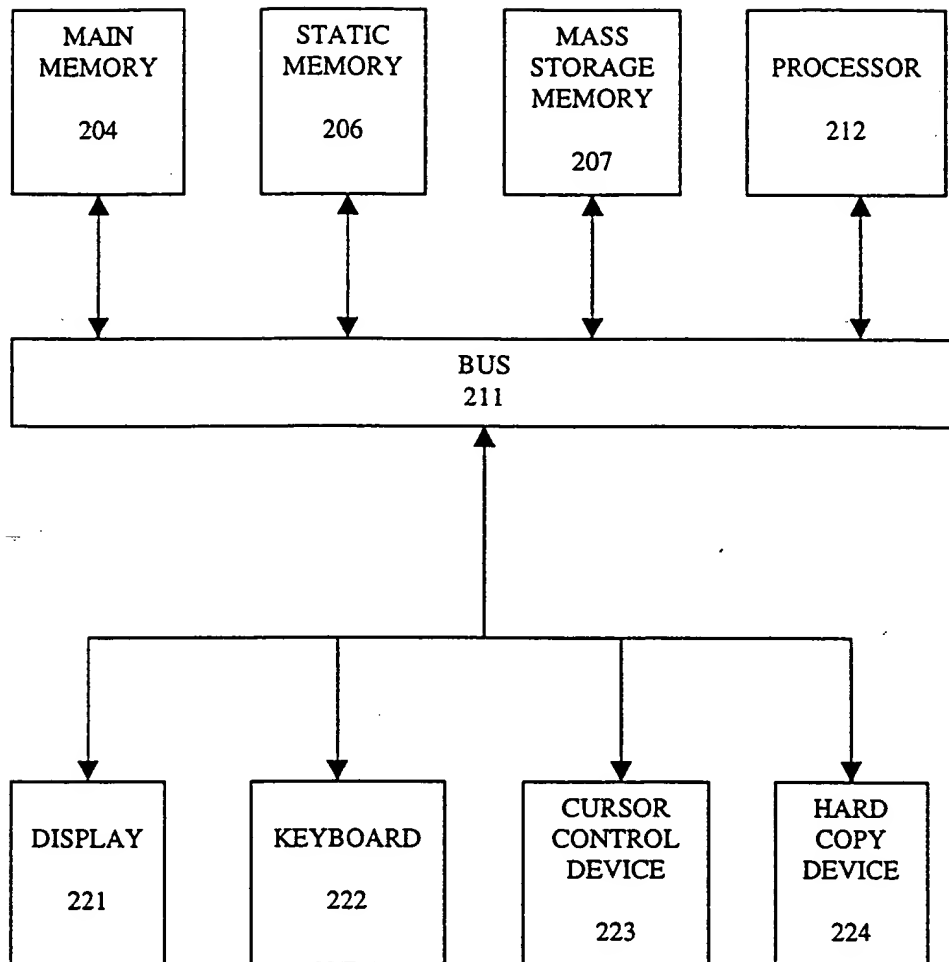 MAIN
MEMORY
204
STATIC
MEMORY
206
MASS
STORAGE
MEMORY
207
PROCESSOR
212
BUS
211
DISPLAY
221
KEYBOARD
222
CURSOR
CONTROL
DEVICE
223
HARD
COPY
DEVICE
224